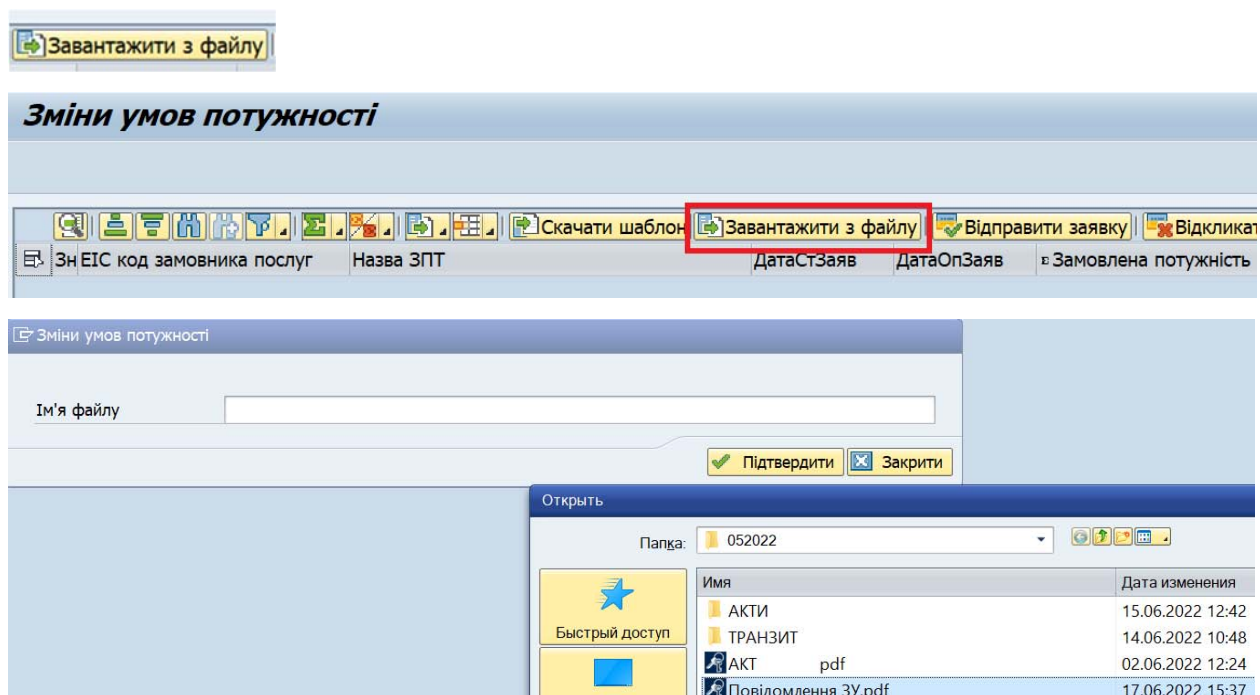 Завантажити з файлу
Зміни умов потужності
Скачати шаблон Завантажити з файлу Відправити заявку Відкликат
Зн ЕІС код замовника послуг Назва ЗПТ ДатаСтЗаяв ДатаОпЗаяв Замовлена потужність
Зміни умов потужності
Ім'я файлу
Підтвердити Закрити
Открыть
Папка: 052022
Имя Дата изменения
АКТИ 15.06.2022 12:42
Быстрый доступ ТРАНЗИТ 14.06.2022 10:48
АКТ pdf 02.06.2022 12:24
Повідомлення ЗУ.pdf 17.06.2022 15:37